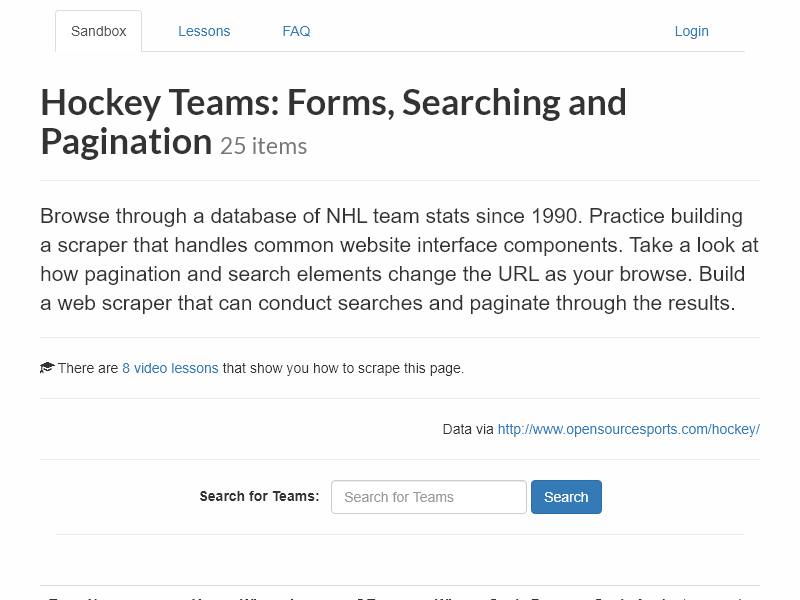 Sandbox Lessons FAQ Login
Hockey Teams: Forms, Searching and
Pagination 25 items
Browse through a database of NHL team stats since 1990. Practice building
a scraper that handles common website interface components. Take a look at
how pagination and search elements change the URL as your browse. Build
a web scraper that can conduct searches and paginate through the results.
There are 8 video lessons that show you how to scrape this page.
Data via http://www.opensourcesports.com/hockey/
Search for Teams: Search for Teams Search